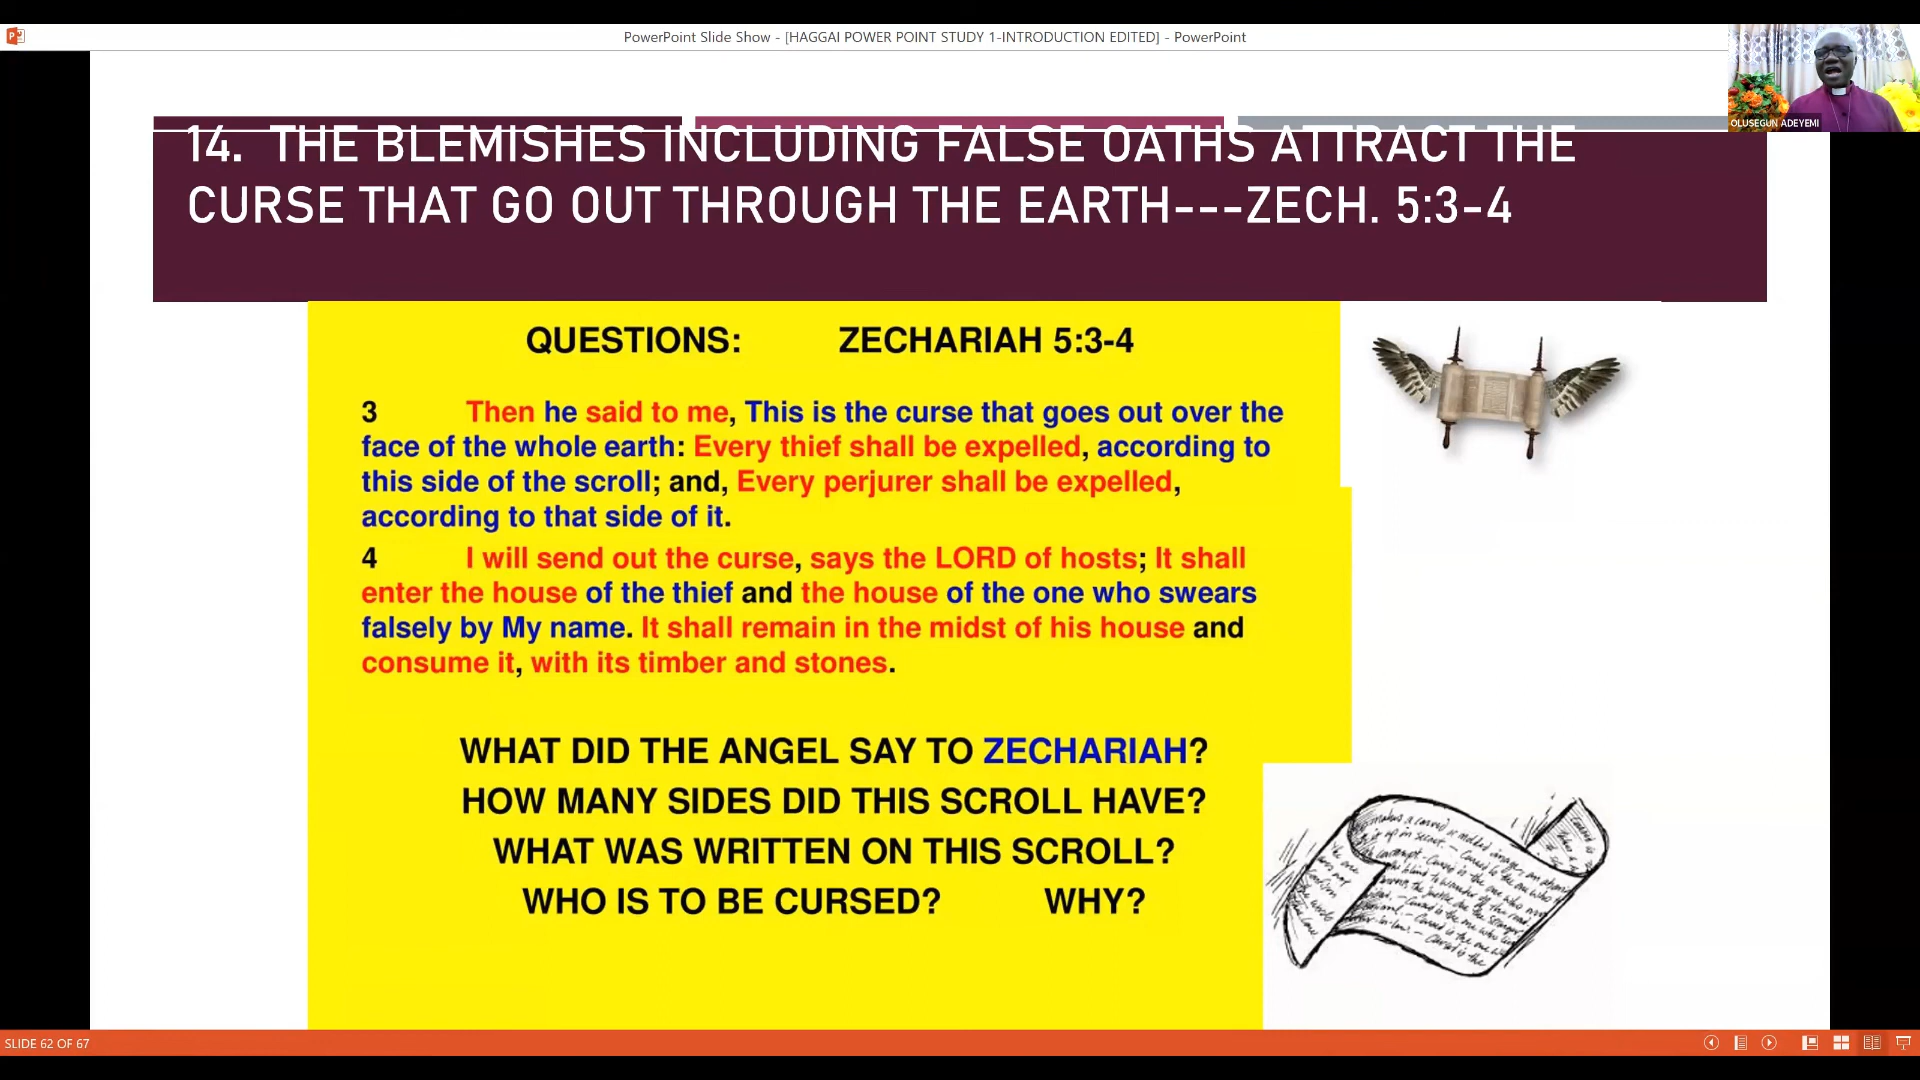 PowerPoint Slide Show - [HAGGAI POWER POINT STUDY 1-INTRODUCTION EDITED] - PowerPoint
OLUSEGUN ADEYEMI
14. THE BLEMISHES INCLUDING FALSE OATHS ATTRACT THE
CURSE THAT GO OUT THROUGH THE EARTH---ZECH. 5:3-4
QUESTIONS: ZECHARIAH 5:3-4
3 Then he said to me, This is the curse that goes out over the
face of the whole earth: Every thief shall be expelled, according to
this side of the scroll; and, Every perjurer shall be expelled,
according to that side of it.
4 I will send out the curse, says the LORD of hosts; It shall
enter the house of the thief and the house of the one who swears
falsely by My name. It shall remain in the midst of his house and
consume it, with its timber and stones.
WHAT DID THE ANGEL SAY TO ZECHARIAH?
HOW MANY SIDES DID THIS SCROLL HAVE?
WHAT WAS WRITTEN ON THIS SCROLL?
WHO IS TO BE CURSED? WHY?
SLIDE 62 OF 67